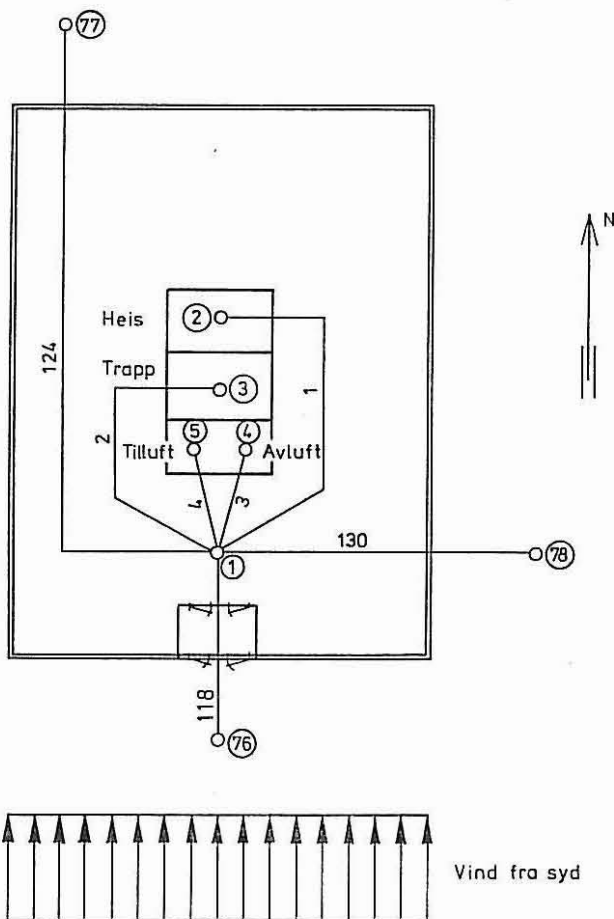 77
N
Heis
2
124
Trapp
3
1
2
5
4
Tilluft
Avluft
4
3
130
1
78
118
76
Vind fra syd